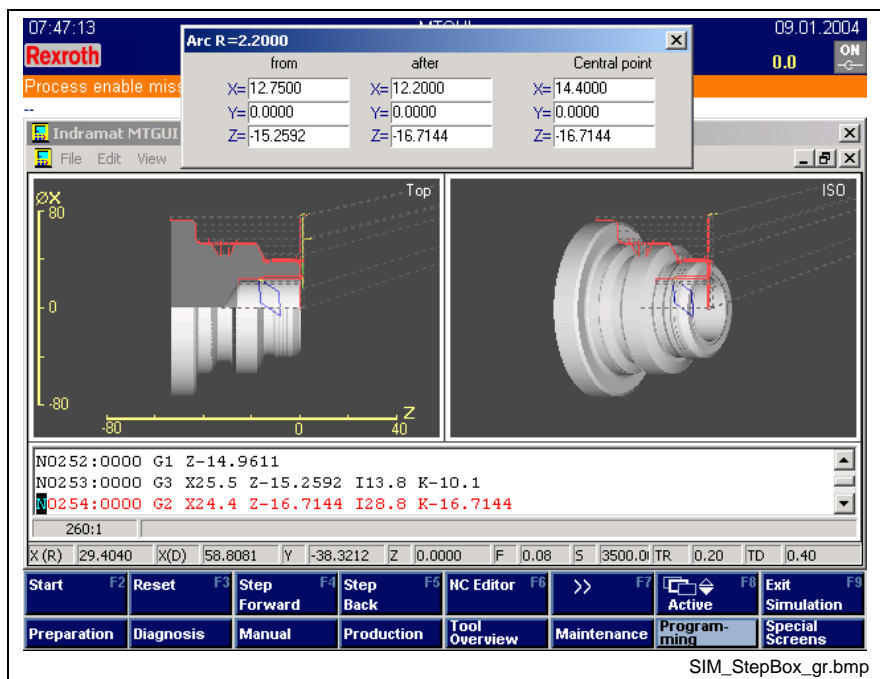 07:47:13
09.01.2004
Rexroth
Arc R=2.2000
0.0
ON
from after Central point
Process enable
X= 12.7500 X= 12.2000 X= 14.4000
Y= 0.0000 Y= 0.0000 Y= 0.0000
--
Z= -15.2592 Z= -16.7144 Z= -16.7144
Indramat MTGUI
File Edit View
Top
ISO
ØX
80
0
-80
-80 0 40
Z
N0252:0000 G1 Z-14.9611
N0253:0000 G3 X25.5 Z-15.2592 I13.8 K-10.1
N0254:0000 G2 X24.4 Z-16.7144 I28.8 K-16.7144
260:1
X (R) 29.4040 X(D) 58.8081 Y -38.3212 Z 0.0000 F 0.08 S 3500.0 TR 0.20 TD 0.40
Start F2 Reset F3 Step Forward F4 Step Back F5 NC Editor F6 >> F7 Active F8 Exit Simulation F9
Preparation Diagnosis Manual Production Tool Overview Maintenance Program-ming Special Screens
SIM_StepBox_gr.bmp